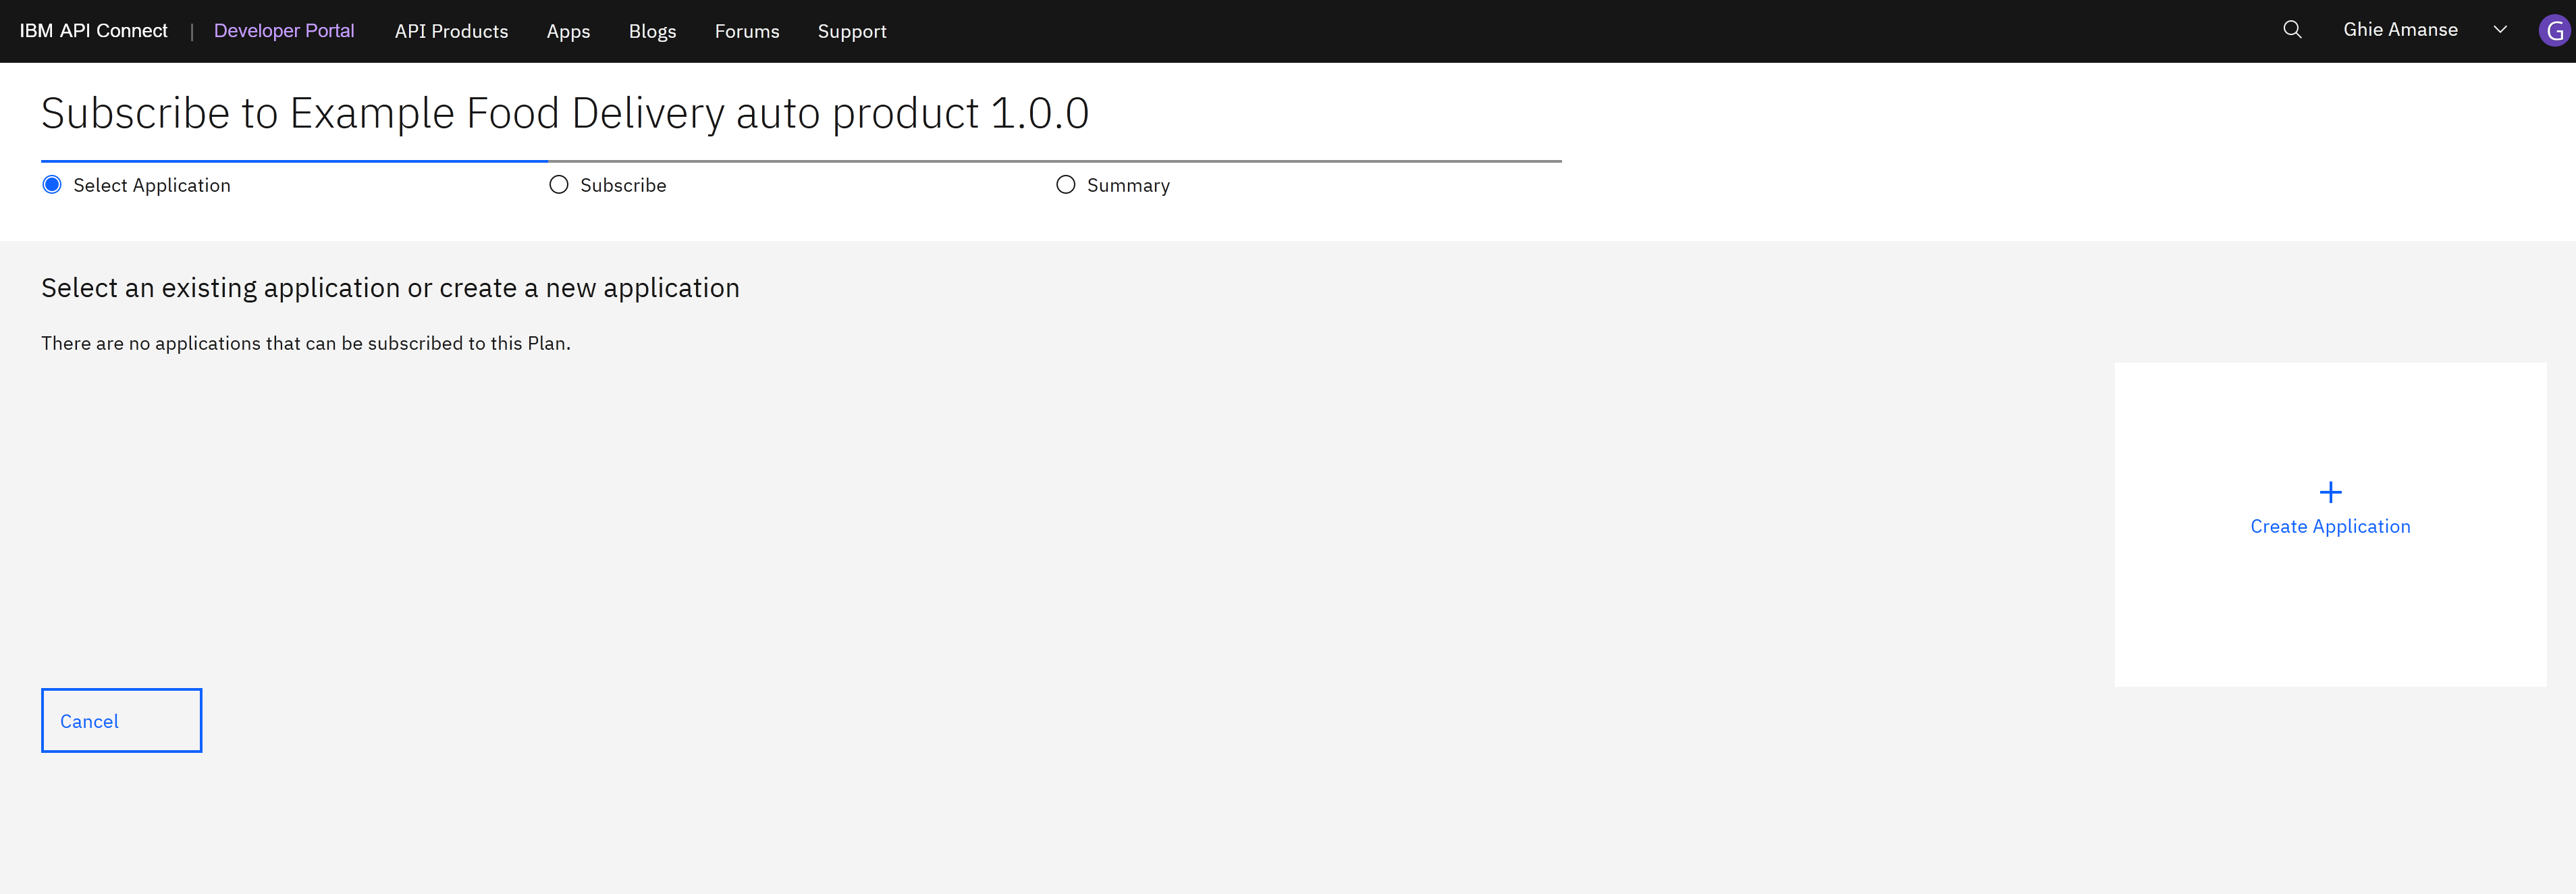 IBM API Connect | Developer Portal API Products Apps Blogs Forums Support Ghie Amanse G
Subscribe to Example Food Delivery auto product 1.0.0
Select Application Subscribe Summary
Select an existing application or create a new application
There are no applications that can be subscribed to this Plan.
Create Application
Cancel